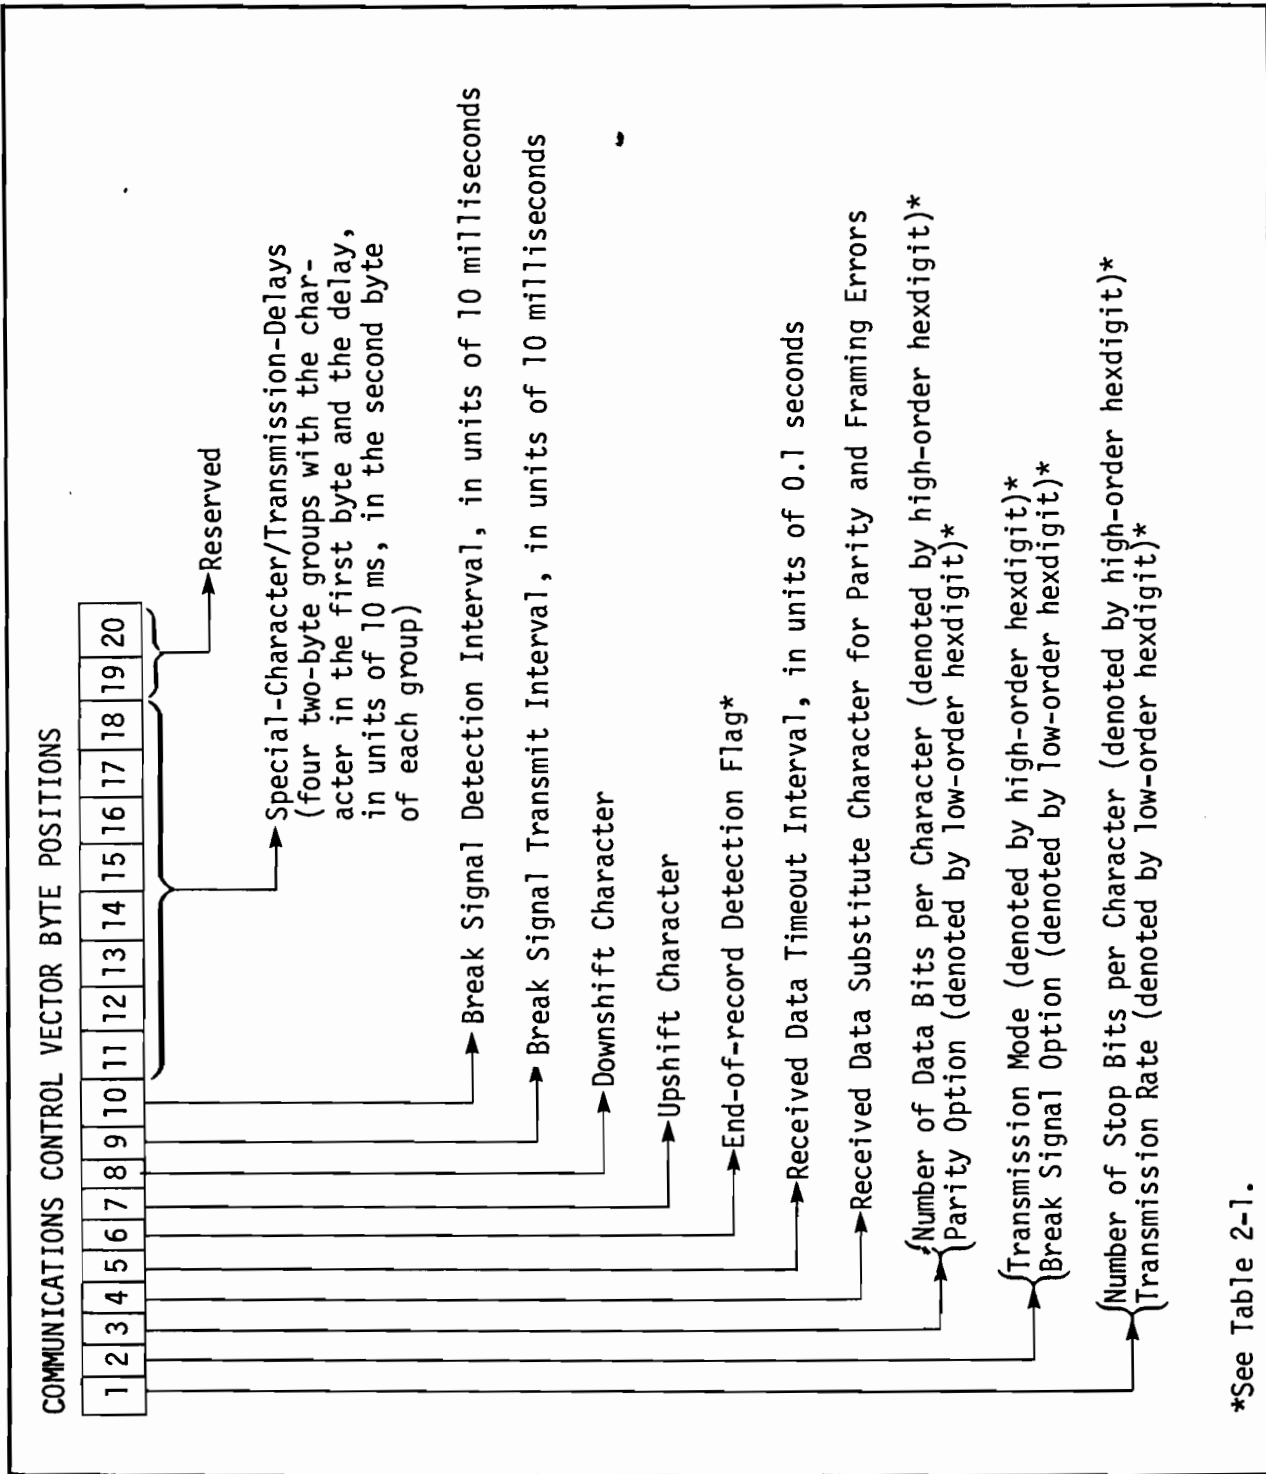 COMMUNICATIONS CONTROL VECTOR BYTE POSITIONS
1 2 3 4 5 6 7 8 9 10 11 12 13 14 15 16 17 18 19 20
Reserved
Special-Character/Transmission-Delays
(four two-byte groups with the char-
acter in the first byte and the delay,
in units of 10 ms, in the second byte
of each group)
Break Signal Detection Interval, in units of 10 milliseconds
Break Signal Transmit Interval, in units of 10 milliseconds
Downshift Character
Upshift Character
End-of-record Detection Flag*
Received Data Timeout Interval, in units of 0.1 seconds
Received Data Substitute Character for Parity and Framing Errors
Number of Data Bits per Character (denoted by high-order hexdigit)*
Parity Option (denoted by low-order hexdigit)*
Transmission Mode (denoted by high-order hexdigit)*
Break Signal Option (denoted by low-order hexdigit)*
Number of Stop Bits per Character (denoted by high-order hexdigit)*
Transmission Rate (denoted by low-order hexdigit)*
*See Table 2-1.